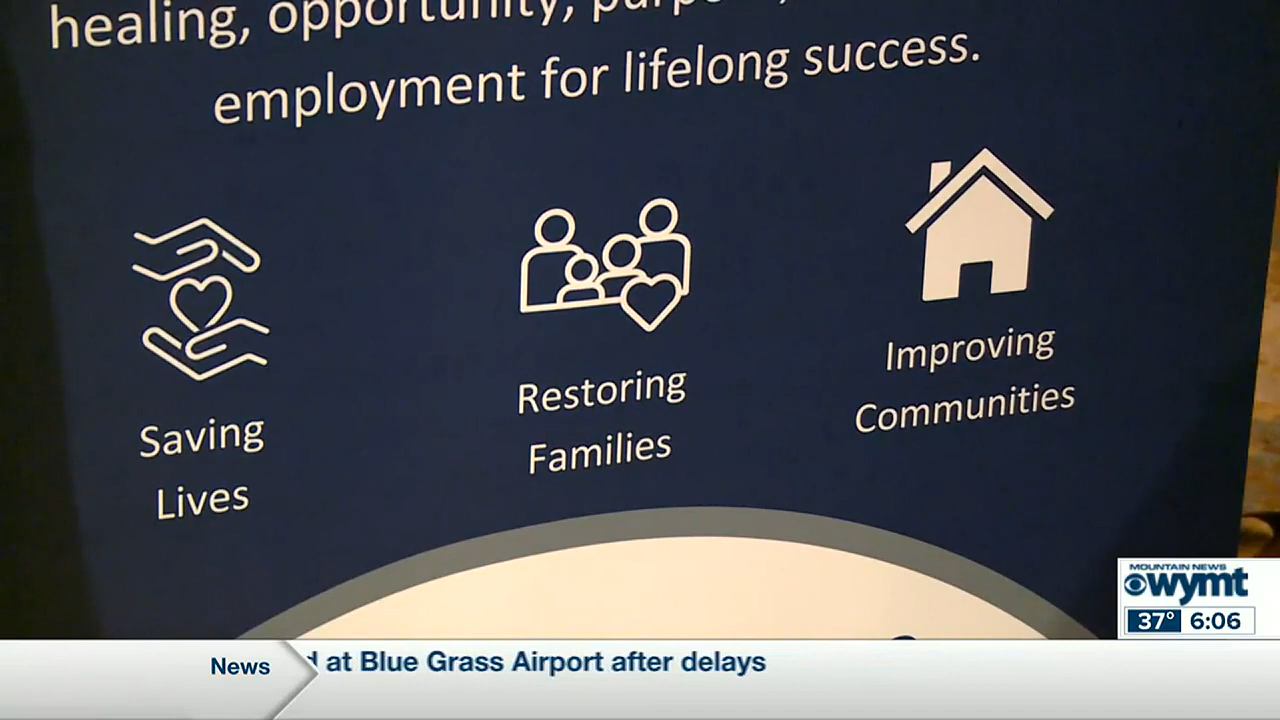 healing, opportunity,
employment for lifelong success.
Saving
Lives
Restoring
Families
Improving
Communities
MOUNTAIN NEWS
wymt
37° 6:06
News
at Blue Grass Airport after delays